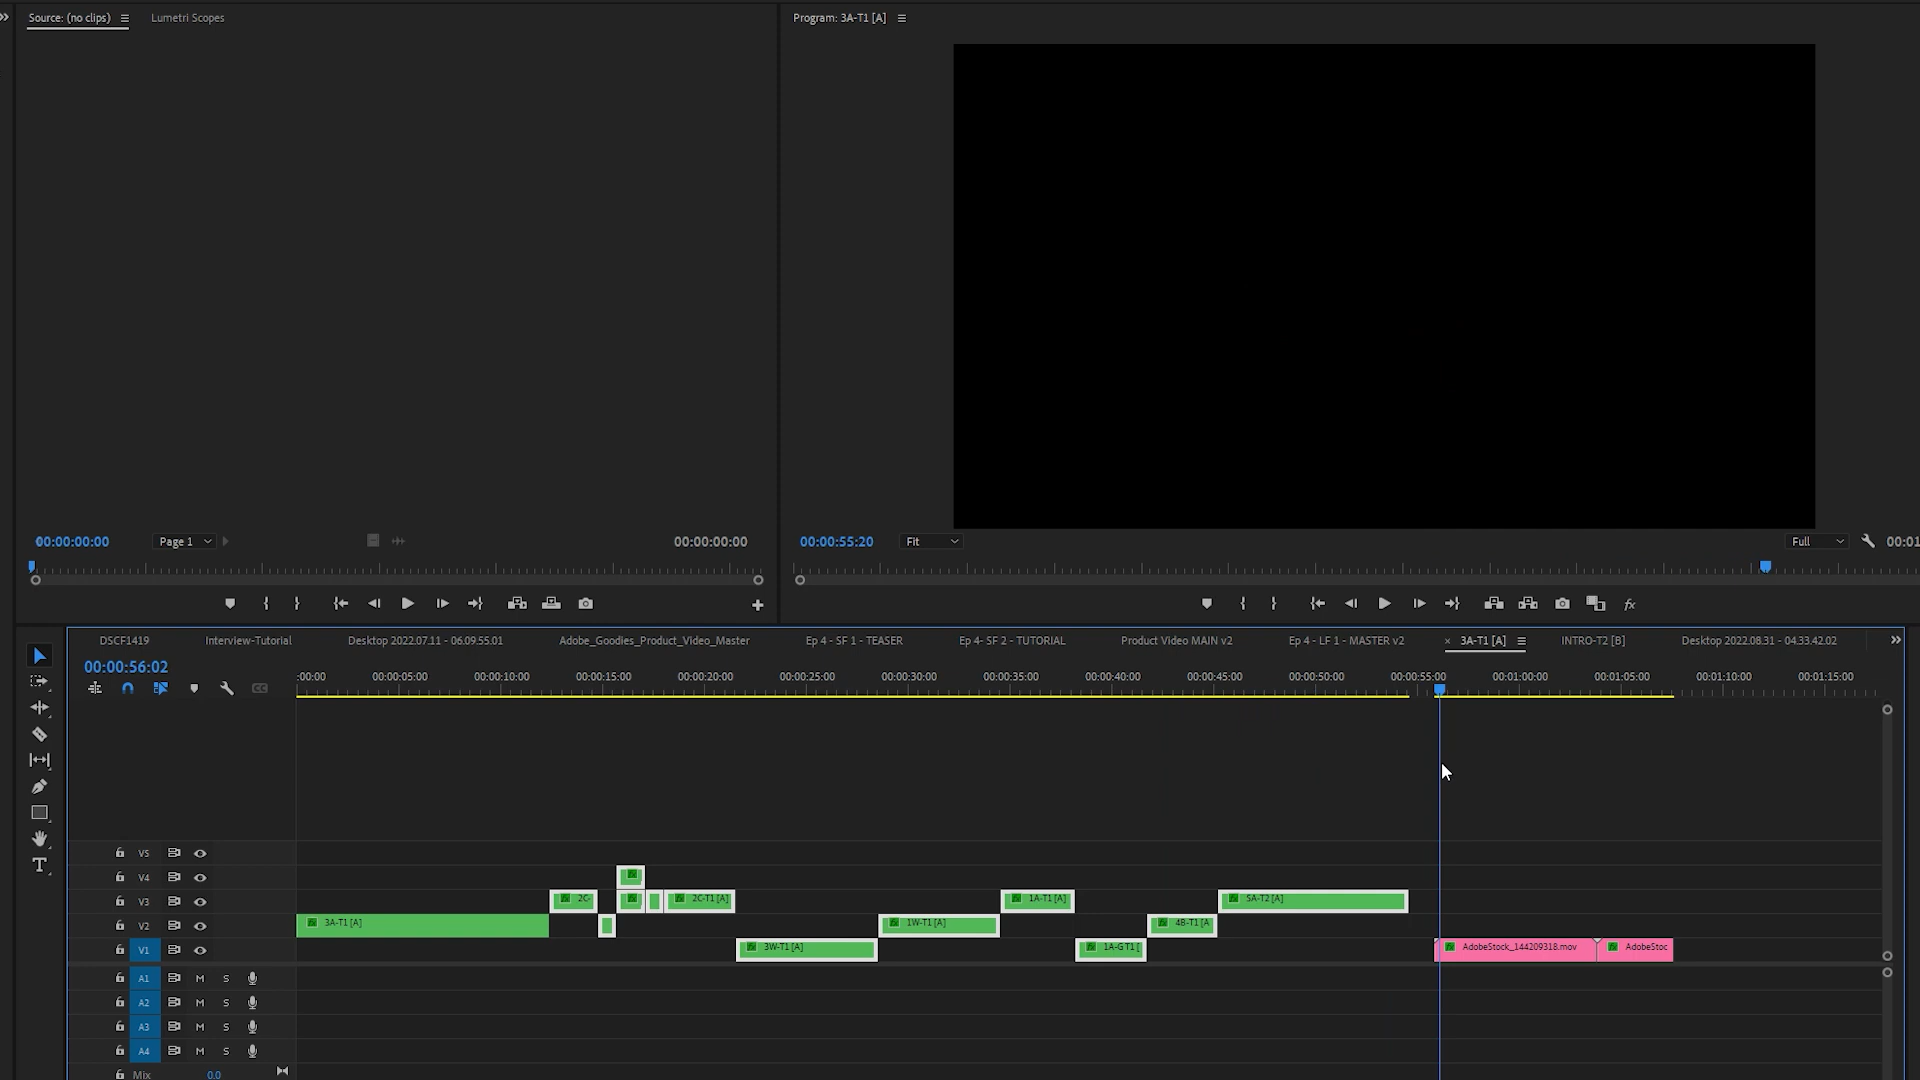 Source: (no clips)
Lumetri Scopes
Program: 3A-T1 [A]
00:00:00:00
Page 1
00:00:00:00
00:00:55:20
Fit
Full
00:01
DSCF1419
Interview-Tutorial
Desktop 2022.07.11 - 06.09.55.01
Adobe_Goodies_Product_Video_Master
Ep 4 - SF 1 - TEASER
Ep 4- SF 2 - TUTORIAL
Product Video MAIN v2
Ep 4 - LF 1 - MASTER v2
× 3A-T1 [A]
INTRO-T2 [B]
Desktop 2022.08.31 - 04.33.42.02
00:00:56:02
:00:00
00:00:05:00
00:00:10:00
00:00:15:00
00:00:20:00
00:00:25:00
00:00:30:00
00:00:35:00
00:00:40:00
00:00:45:00
00:00:50:00
00:00:55:00
00:01:00:00
00:01:05:00
00:01:10:00
00:01:15:00
V5
V4
V3
2C-
2C-T1 [A]
1A-T1 [A]
5A-T2 [A]
V2
3A-T1 [A]
1W-T1 [A]
4B-T1 [A
V1
3W-T1 [A]
1A-GT1 [
AdobeStock_144209318.mov
AdobeStoc
A1 M S
A2 M S
A3 M S
A4 M S
Mix 0.0